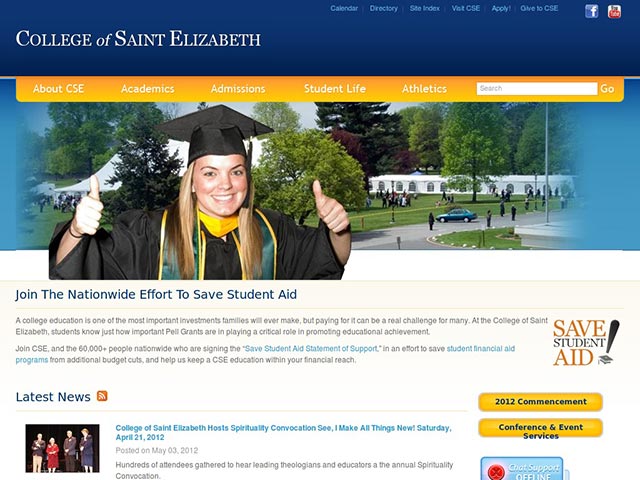 Calendar | Directory | Site Index | Visit CSE | Apply! | Give to CSE
COLLEGE of SAINT ELIZABETH
About CSE Academics Admissions Student Life Athletics Search Go
Join The Nationwide Effort To Save Student Aid
A college education is one of the most important investments families will ever make, but paying for it can be a real challenge for many. At the College of Saint
Elizabeth, students know just how important Pell Grants are in playing a critical role in promoting educational achievement.
Join CSE, and the 60,000+ people nationwide who are signing the "Save Student Aid Statement of Support," in an effort to save student financial aid
programs from additional budget cuts, and help us keep a CSE education within your financial reach.
SAVE
STUDENT
AID!
Latest News
2012 Commencement
Conference & Event
Services
College of Saint Elizabeth Hosts Spirituality Convocation See, I Make All Things New! Saturday,
April 21, 2012
Posted on May 03, 2012
Hundreds of attendees gathered to hear leading theologians and educators a the annual Spirituality
Convocation.
Chat Support
OFFLINE